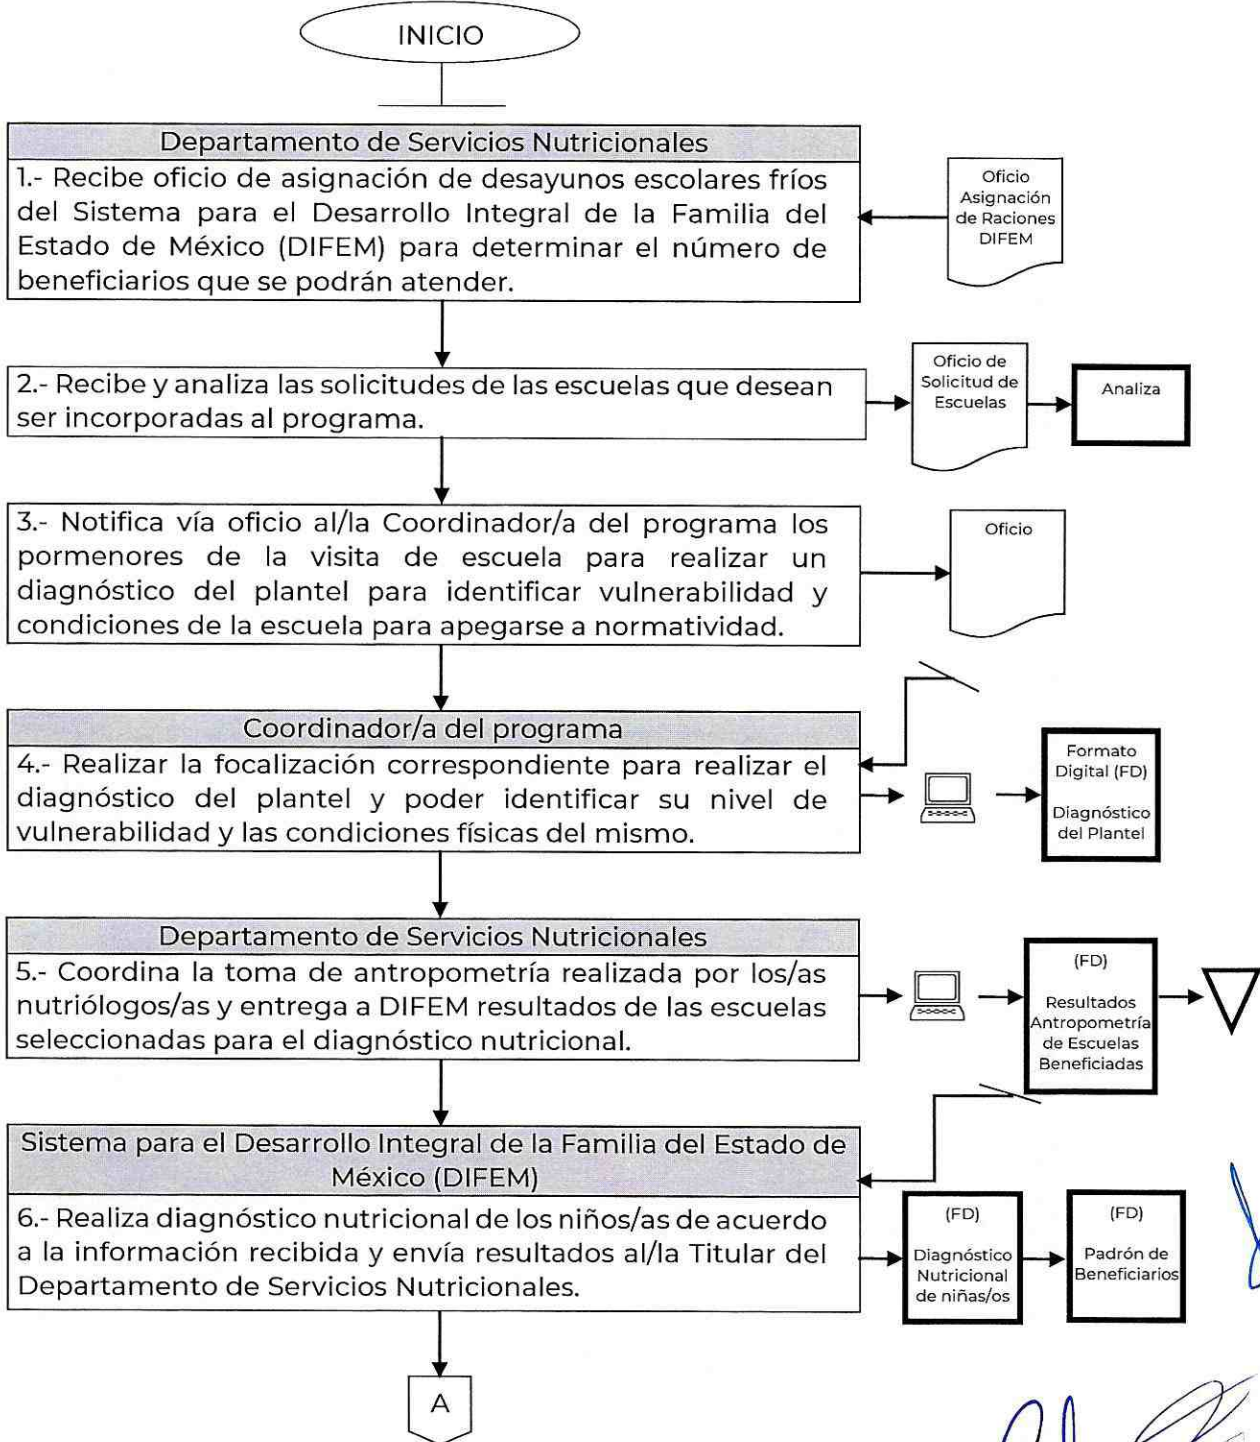 INICIO
Departamento de Servicios Nutricionales
1.- Recibe oficio de asignación de desayunos escolares fríos
del Sistema para el Desarrollo Integral de la Familia del
Estado de México (DIFEM) para determinar el número de
beneficiarios que se podrán atender.
Oficio
Asignación
de Raciones
DIFEM
2.- Recibe y analiza las solicitudes de las escuelas que desean
ser incorporadas al programa.
Oficio de
Solicitud de
Escuelas
Analiza
3.- Notifica vía oficio al/la Coordinador/a del programa los
pormenores de la visita de escuela para realizar un
diagnóstico del plantel para identificar vulnerabilidad y
condiciones de la escuela para apegarse a normatividad.
Oficio
Coordinador/a del programa
4.- Realizar la focalización correspondiente para realizar el
diagnóstico del plantel y poder identificar su nivel de
vulnerabilidad y las condiciones físicas del mismo.
Formato
Digital (FD)
Diagnóstico
del Plantel
Departamento de Servicios Nutricionales
5.- Coordina la toma de antropometría realizada por los/as
nutriólogos/as y entrega a DIFEM resultados de las escuelas
seleccionadas para el diagnóstico nutricional.
(FD)
Resultados
Antropometría
de Escuelas
Beneficiadas
Sistema para el Desarrollo Integral de la Familia del Estado de
México (DIFEM)
6.- Realiza diagnóstico nutricional de los niños/as de acuerdo
a la información recibida y envía resultados al/la Titular del
Departamento de Servicios Nutricionales.
(FD)
Diagnóstico
Nutricional
de niñas/os
(FD)
Padrón de
Beneficiarios
A